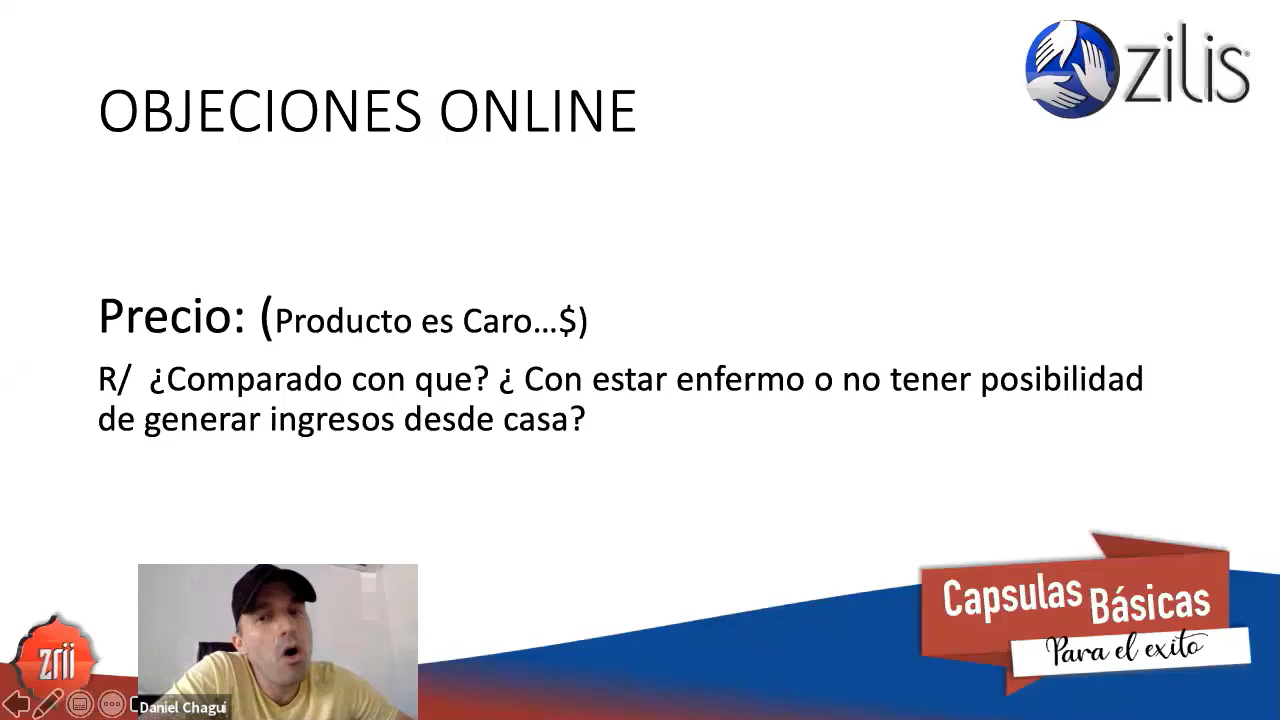 zilis®
OBJECIONES ONLINE
Precio: (Producto es Caro...$)
R/ ¿Comparado con que? ¿ Con estar enfermo o no tener posibilidad
de generar ingresos desde casa?
Capsulas Básicas
Para el exito
zrii
Daniel Chagui